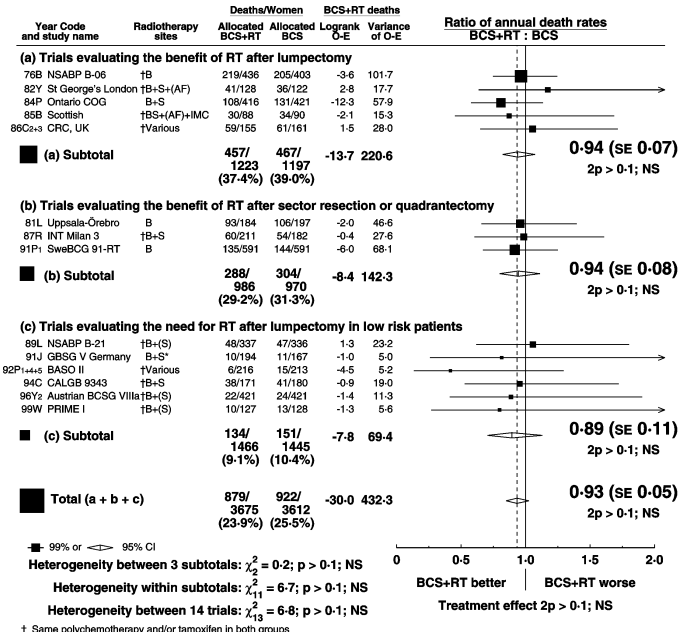 Deaths/Women BCS+RT deaths
Year Code Radiotherapy Allocated Allocated Logrank Variance Ratio of annual death rates
and study name sites BCS+RT BCS O-E of O-E BCS+RT : BCS
(a) Trials evaluating the benefit of RT after lumpectomy
76B NSABP B-06 †B 219/436 205/403 -3·6 101·7
82Y St George's London †B+S+(AF) 41/128 36/122 2·8 17·7
84P Ontario COG B+S 108/416 131/421 -12·3 57·9
85B Scottish †BS+(AF)+IMC 30/88 34/90 -2·1 15·3
86C2+3 CRC, UK †Various 59/155 61/161 1·5 28·0
(a) Subtotal 457/ 467/ -13·7 220·6 0·94 (SE 0·07)
1223 1197 2p > 0·1; NS
(37·4%) (39·0%)
(b) Trials evaluating the benefit of RT after sector resection or quadrantectomy
81L Uppsala-Örebro B 93/184 106/197 -2·0 46·6
87R INT Milan 3 †B+S 60/211 54/182 -0·4 27·6
91P1 SweBCG 91-RT B 135/591 144/591 -6·0 68·1
(b) Subtotal 288/ 304/ -8·4 142·3 0·94 (SE 0·08)
986 970 2p > 0·1; NS
(29·2%) (31·3%)
(c) Trials evaluating the need for RT after lumpectomy in low risk patients
89L NSABP B-21 †B+(S) 48/337 47/336 1·3 23·2
91J GBSG V Germany B+S* 10/194 11/167 -1·0 5·0
92P1+4+5 BASO II †Various 6/216 15/213 -4·5 5·2
94C CALGB 9343 †B+S 38/171 41/180 -0·9 19·0
96Y2 Austrian BCSG VIIIa †B+(S) 22/421 24/421 -1·4 11·3
99W PRIME I †B+(S) 10/127 13/128 -1·3 5·6
(c) Subtotal 134/ 151/ -7·8 69·4 0·89 (SE 0·11)
1466 1445 2p > 0·1; NS
(9·1%) (10·4%)
Total (a + b + c) 879/ 922/ -30·0 432·3 0·93 (SE 0·05)
3675 3612 2p > 0·1; NS
(23·9%) (25·5%)
99% or 95% CI
0 0·5 1·0 1·5 2·0
Heterogeneity between 3 subtotals: χ²2 = 0·2; p > 0·1; NS
BCS+RT better BCS+RT worse
Heterogeneity within subtotals: χ²11 = 6·7; p > 0·1; NS
Treatment effect 2p > 0·1; NS
Heterogeneity between 14 trials: χ²13 = 6·8; p > 0·1; NS
† Same polychemotherapy and/or tamoxifen in both groups